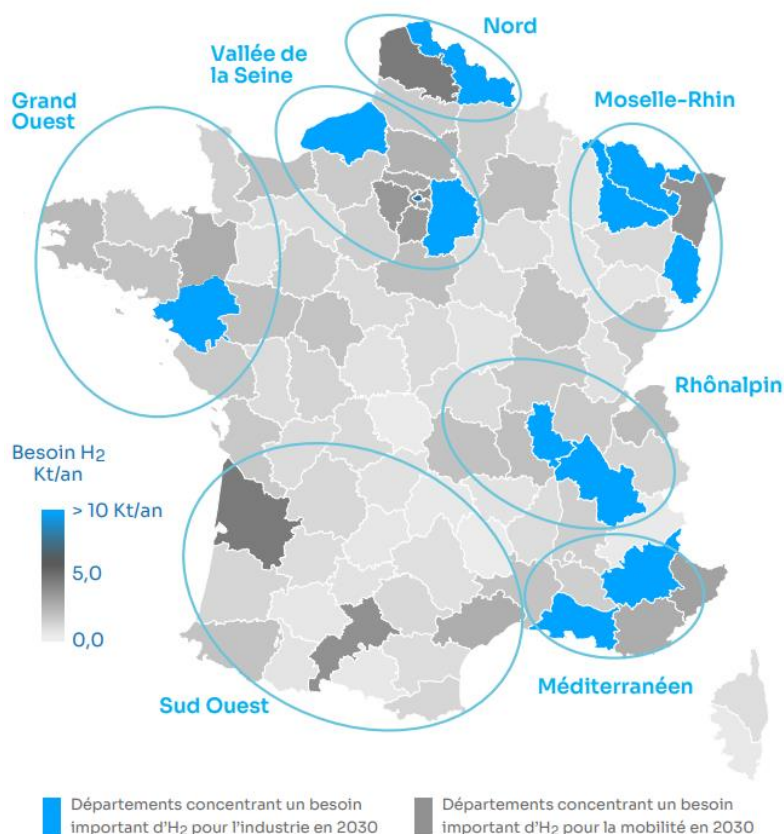 Nord
Vallée de
la Seine
Grand
Ouest
Moselle-Rhin
Rhônalpin
Besoin H2
Kt/an
> 10 Kt/an
5,0
0,0
Sud Ouest
Méditerranéen
Départements concentrant un besoin
important d'H2 pour l'industrie en 2030
Départements concentrant un besoin
important d'H2 pour la mobilité en 2030